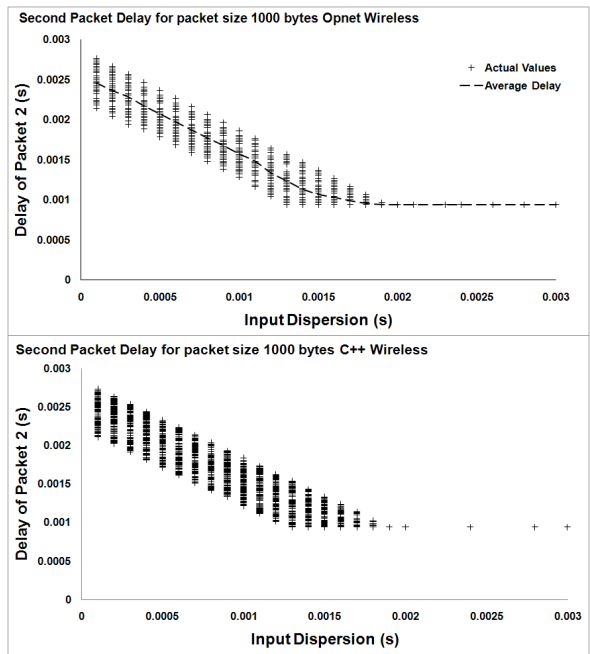 Second Packet Delay for packet size 1000 bytes Opnet Wireless
0.003
0.0025
0.002
0.0015
0.001
0.0005
0
Delay of Packet 2 (s)
Actual Values
Average Delay
0 0.0005 0.001 0.0015 0.002 0.0025 0.003
Input Dispersion (s)
Second Packet Delay for packet size 1000 bytes C++ Wireless
0.003
0.0025
0.002
0.0015
0.001
0.0005
0
Delay of Packet 2 (s)
0 0.0005 0.001 0.0015 0.002 0.0025 0.003
Input Dispersion (s)